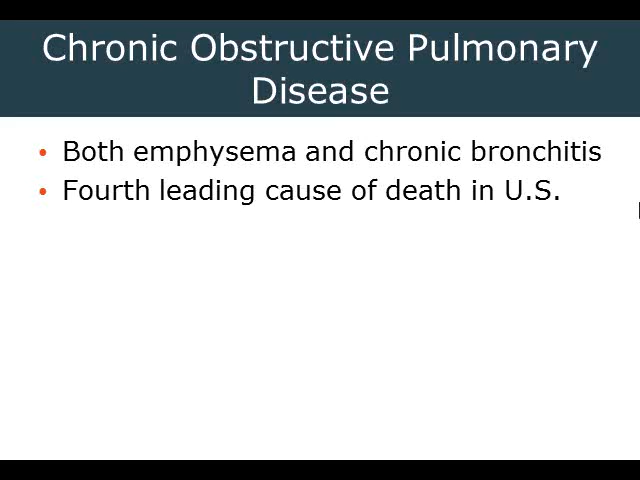 Chronic Obstructive Pulmonary
Disease
• Both emphysema and chronic bronchitis
• Fourth leading cause of death in U.S.